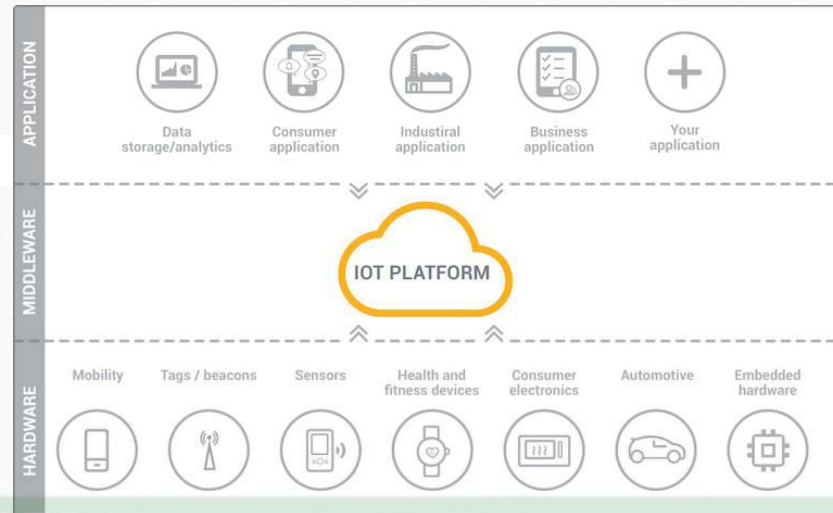 APPLICATION
Data
storage/analytics
Consumer
application
Industiral
application
Business
application
Your
application
MIDDLEWARE
IOT PLATFORM
HARDWARE
Mobility
Tags / beacons
Sensors
Health and
fitness devices
Consumer
electronics
Automotive
Embedded
hardware